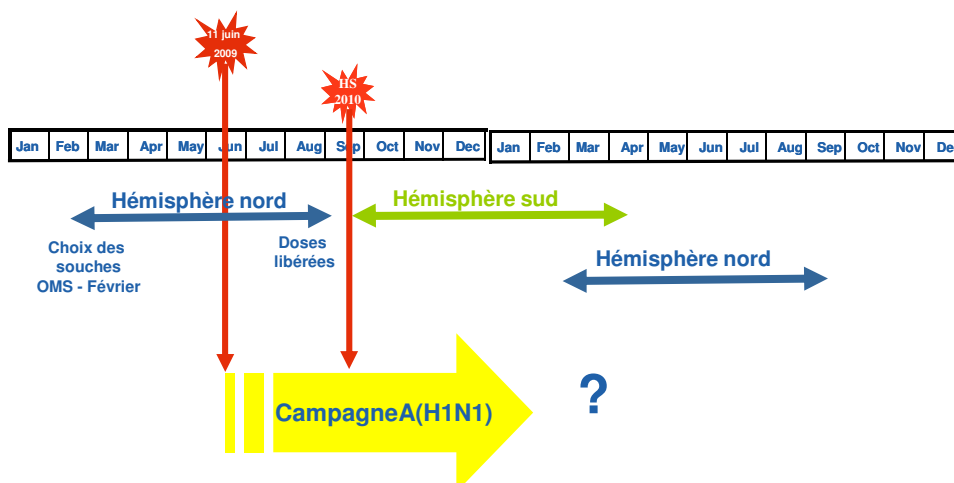 11 juin
2009
HS
2010
Jan Feb Mar Apr May Jun Jul Aug Sep Oct Nov Dec Jan Feb Mar Apr May Jun Jul Aug Sep Oct Nov De
Hémisphère nord
Hémisphère sud
Choix des
souches
OMS - Février
Doses
libérées
Hémisphère nord
CampagneA(H1N1)
?